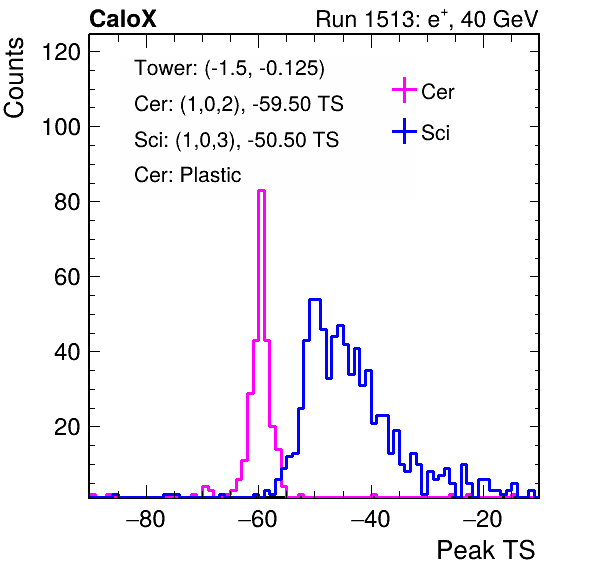 CaloX Run 1513: e⁺, 40 GeV
Counts
120
100
80
60
40
20
Tower: (-1.5, -0.125)
Cer: (1,0,2), -59.50 TS
Sci: (1,0,3), -50.50 TS
Cer: Plastic
Cer
Sci
−80 −60 −40 −20
Peak TS